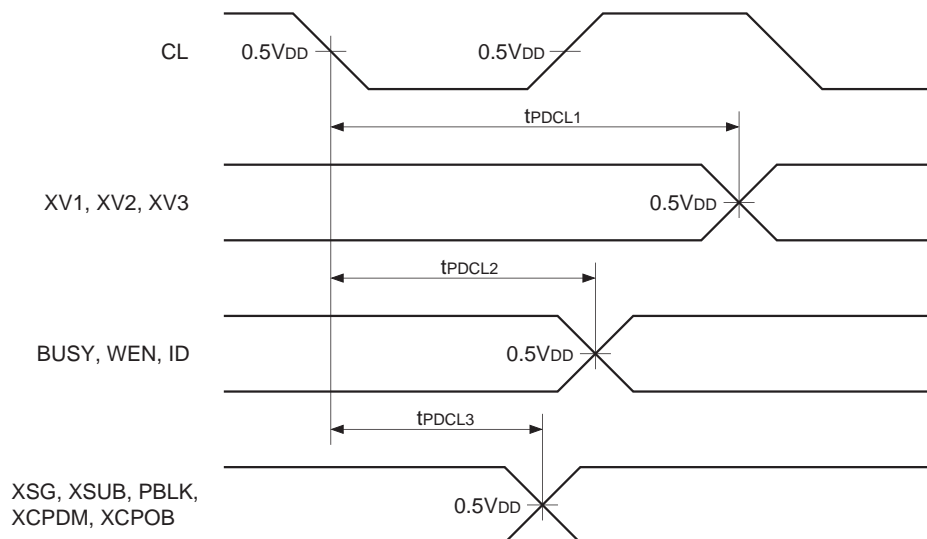 CL
0.5VDD
0.5VDD
tPDCL1
XV1, XV2, XV3
0.5VDD
tPDCL2
BUSY, WEN, ID
0.5VDD
tPDCL3
XSG, XSUB, PBLK,
XCPDM, XCPOB
0.5VDD